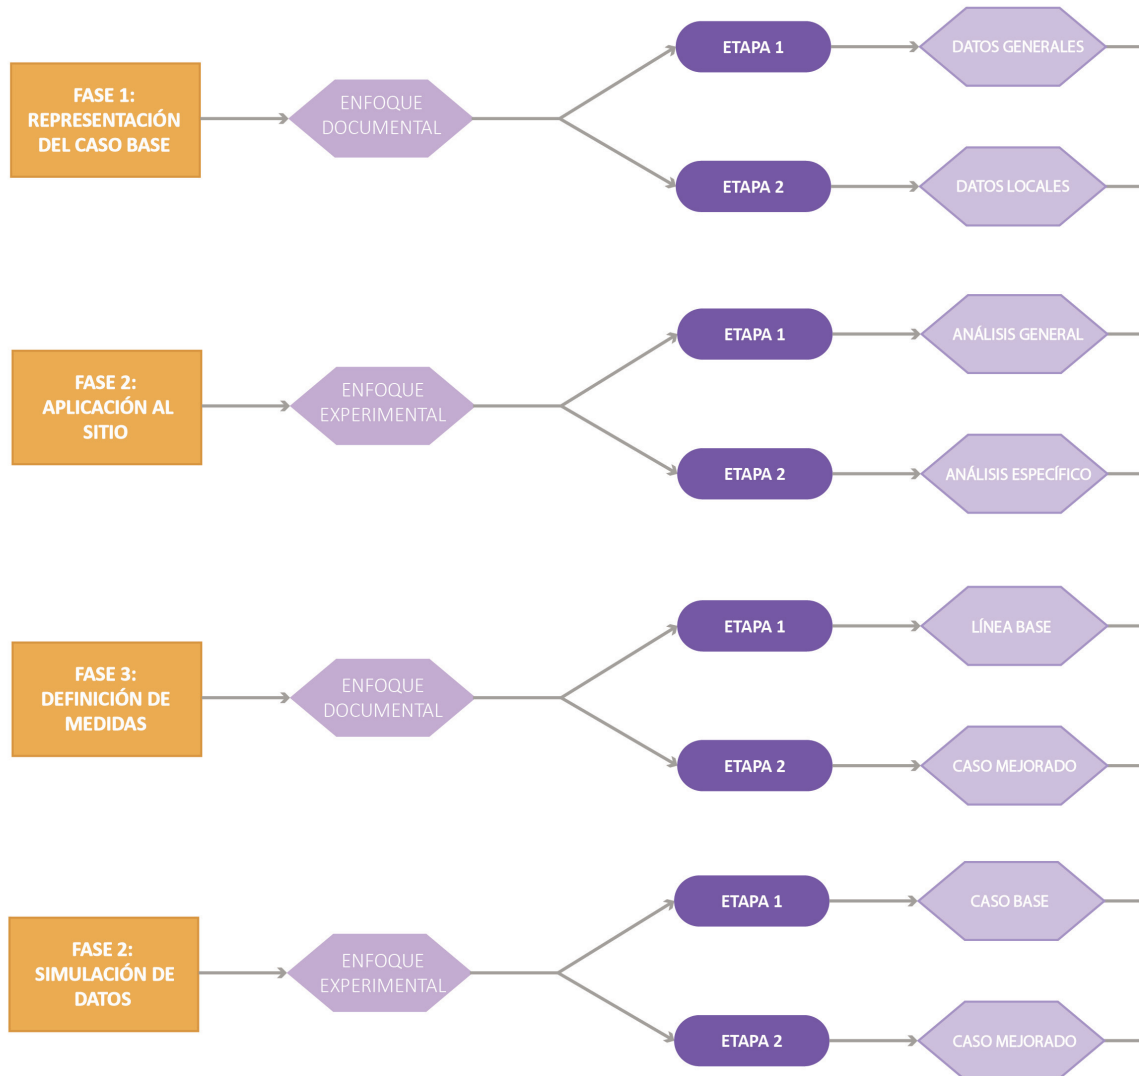 FASE 1:
REPRESENTACIÓN
DEL CASO BASE
ENFOQUE
DOCUMENTAL
ETAPA 1
DATOS GENERALES
ETAPA 2
DATOS LOCALES
FASE 2:
APLICACIÓN AL
SITIO
ENFOQUE
EXPERIMENTAL
ETAPA 1
ANÁLISIS GENERAL
ETAPA 2
ANÁLISIS ESPECÍFICO
FASE 3:
DEFINICIÓN DE
MEDIDAS
ENFOQUE
DOCUMENTAL
ETAPA 1
LÍNEA BASE
ETAPA 2
CASO MEJORADO
FASE 2:
SIMULACIÓN DE
DATOS
ENFOQUE
EXPERIMENTAL
ETAPA 1
CASO BASE
ETAPA 2
CASO MEJORADO